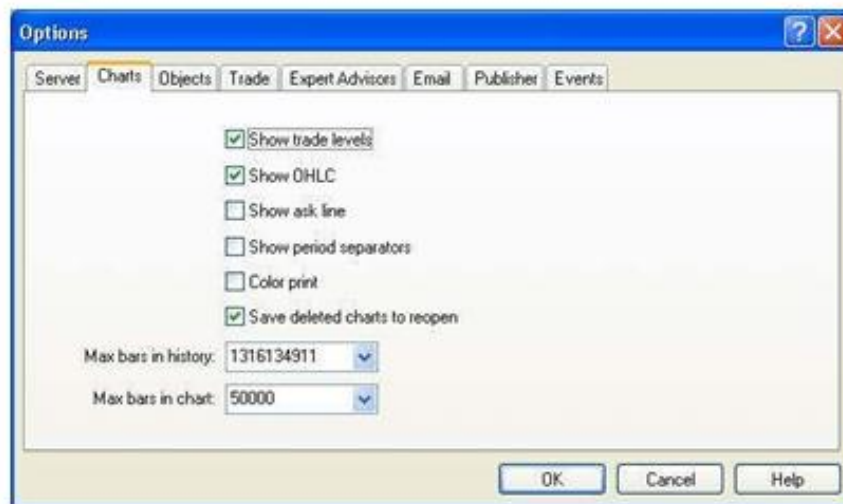 Options
Server Charts Objects Trade Expert Advisors Email Publisher Events
Show trade levels
Show OHLC
Show ask line
Show period separators
Color print
Save deleted charts to reopen
Max bars in history: 1316134911
Max bars in chart: 50000
OK Cancel Help